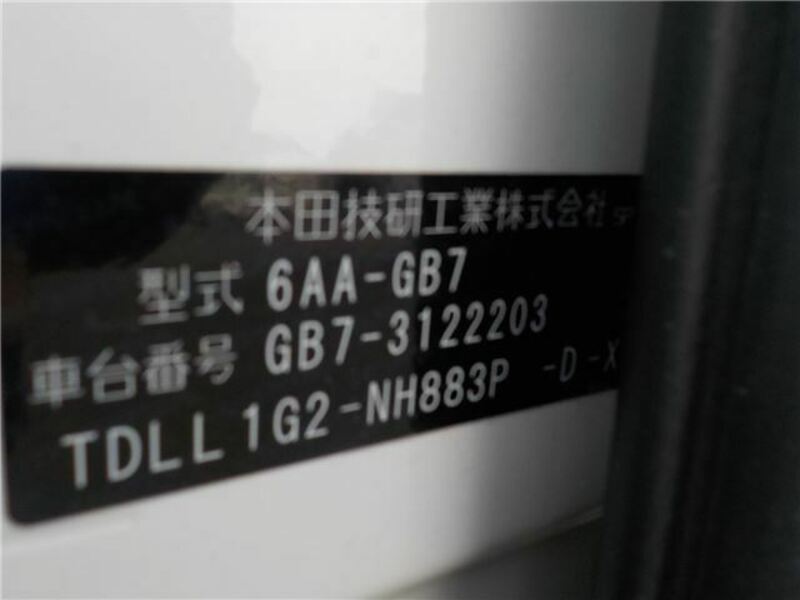 本田技研工業株式会社
型式 6AA-GB7
車台番号 GB7-3122203
TDLL1G2-NH883P -D-X